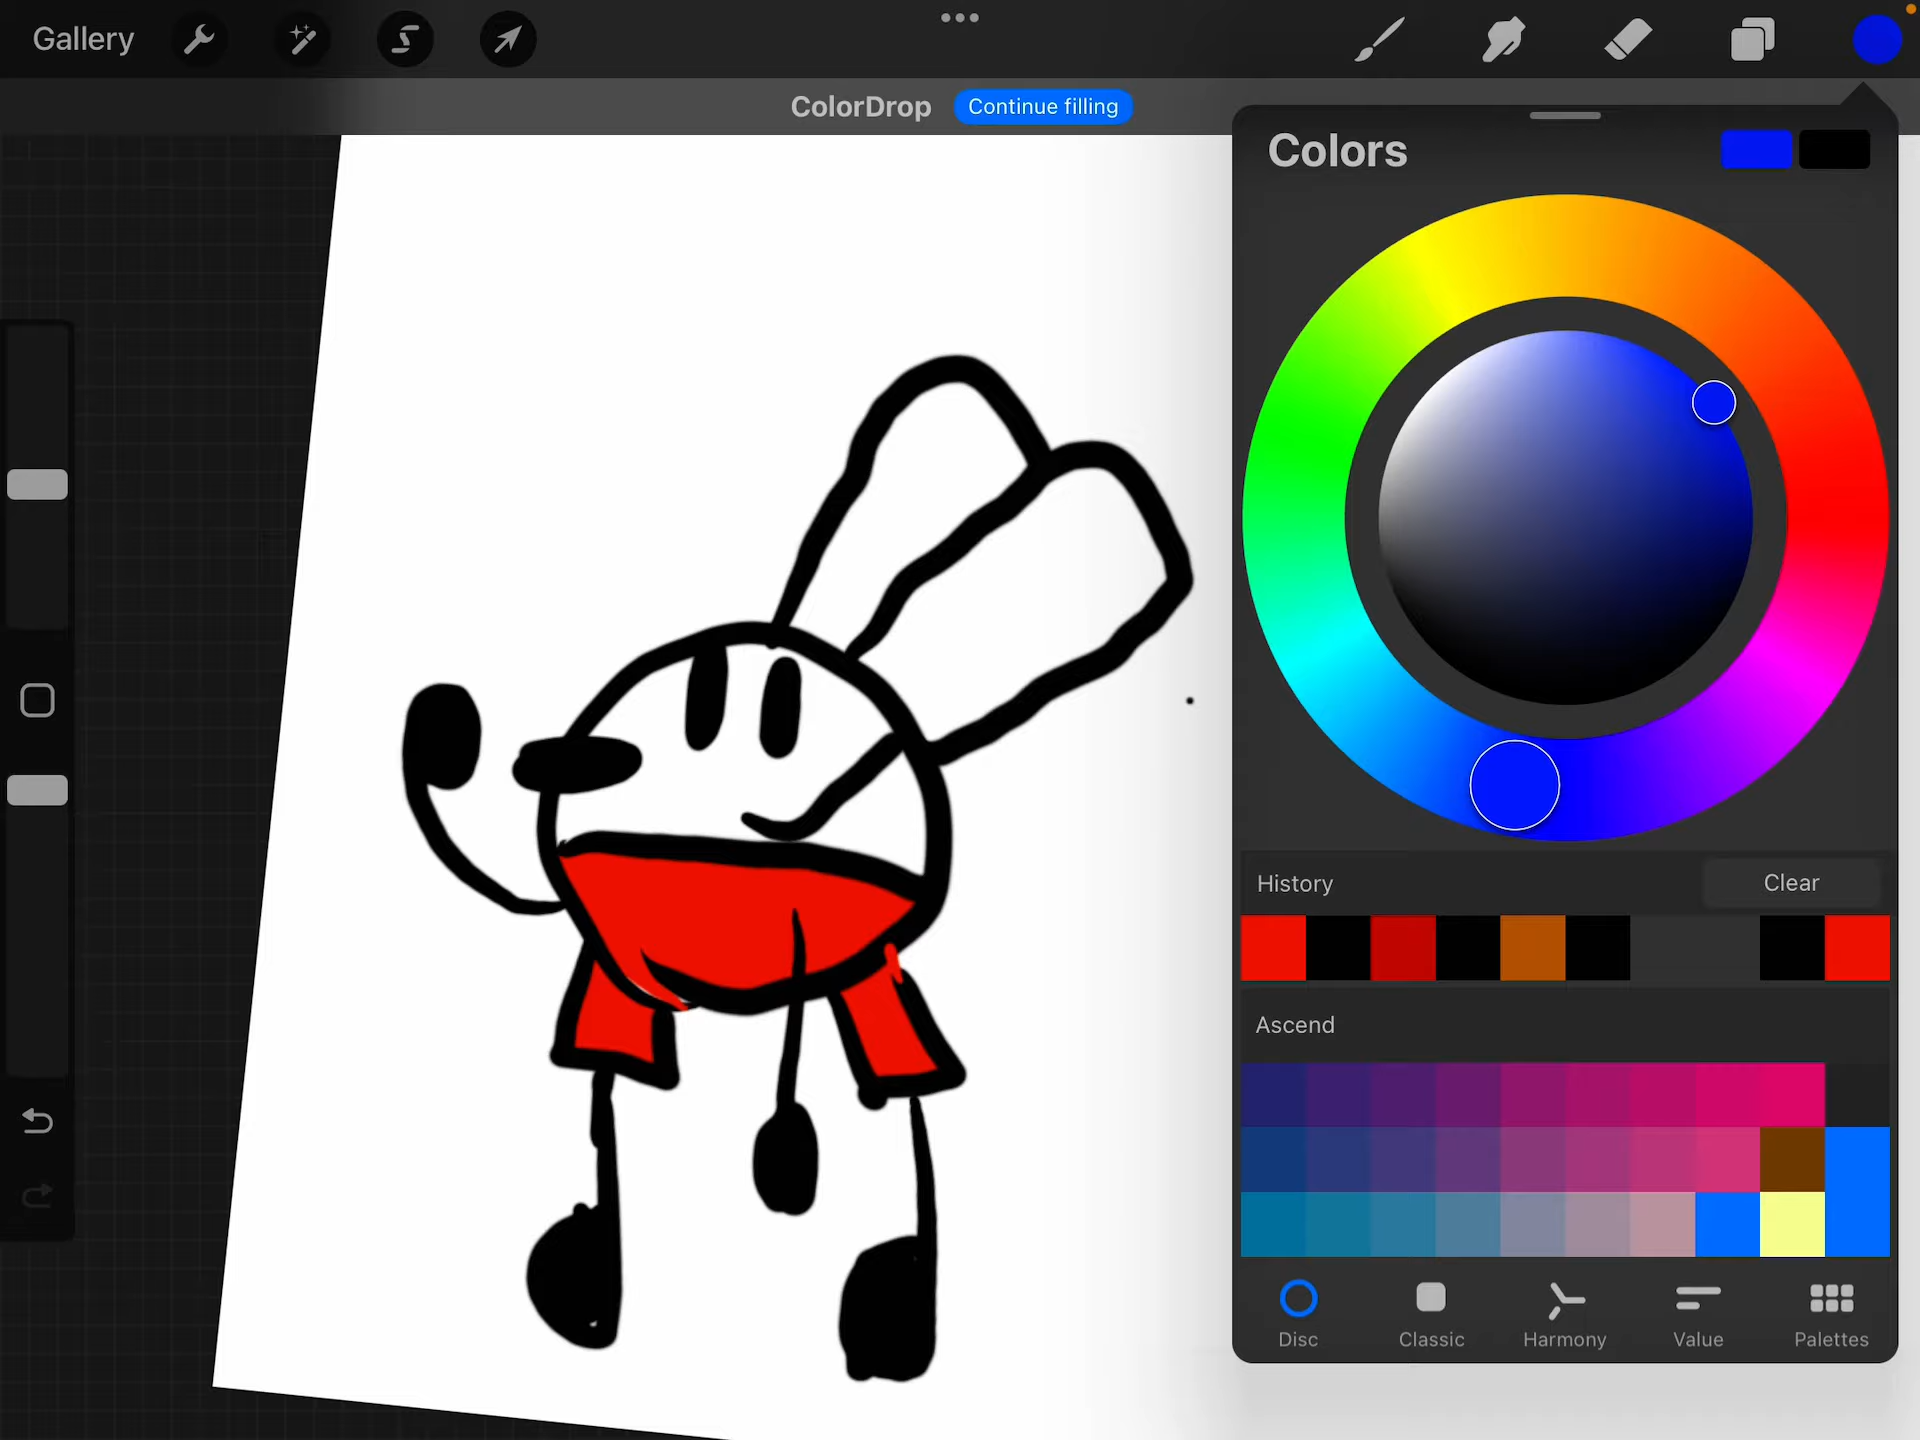 Gallery
ColorDrop Continue filling
Colors
History Clear
Ascend
Disc Classic Harmony Value Palettes